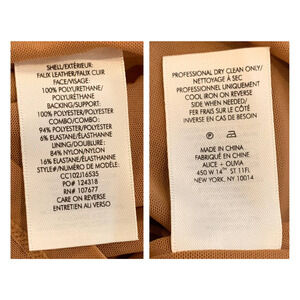 SHELL/EXTÉRIEUR:
FAUX LEATHER/FAUX CUIR
FACE/VISAGE:
100% POLYURETHANE/
POLYURÉTHANE
BACKING/SUPPORT:
100% POLYESTER/POLYESTER
COMBO/COMBO:
94% POLYESTER/POLYESTER
6% ELASTANE/ÉLASTHANNE
LINING/DOUBLURE:
84% NYLON/NYLON
16% ELASTANE/ÉLASTHANNE
STYLE#/NUMÉRO DE MODÈLE:
CC102J16535
PO# 124318
RN# 107677
CARE ON REVERSE
ENTRETIEN AU VERSO
PROFESSIONAL DRY CLEAN ONLY/
NETTOYAGE À SEC
PROFESSIONNEL UNIQUEMENT
COOL IRON ON REVERSE
SIDE WHEN NEEDED/
FER FRAIS SUR LE CÔTÉ
INVERSE EN CAS DE BESOIN
MADE IN CHINA
FABRIQUÉ EN CHINE
ALICE + OLIVIA
450 W 14TH ST 11FL
NEW YORK, NY 10014